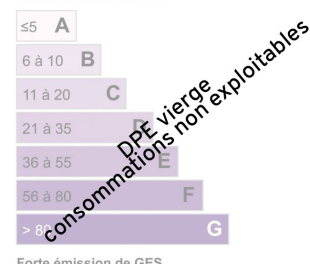 ≤5 A
6 à 10 B
11 à 20 C
21 à 35 D
36 à 55 E
56 à 80 F
> 80 G
DPE vierge
consommations non exploitables
Forte émission de GES